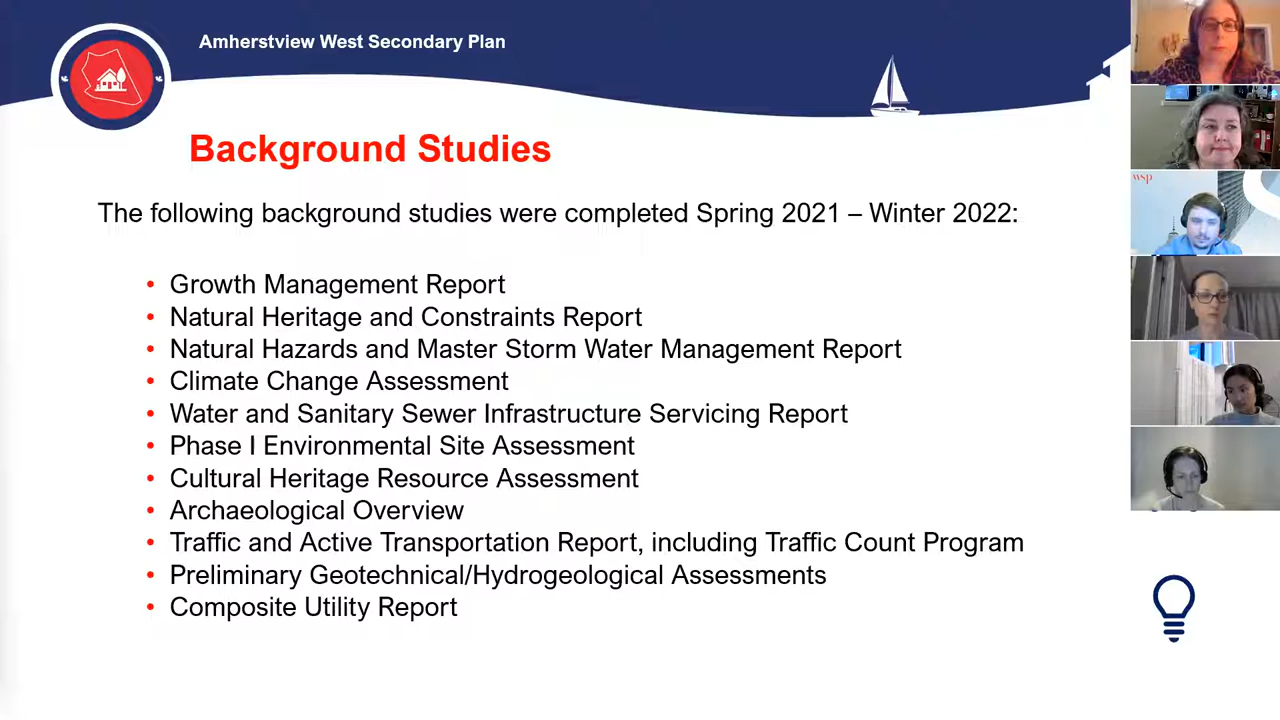 Amherstview West Secondary Plan
Background Studies
The following background studies were completed Spring 2021 – Winter 2022:
• Growth Management Report
• Natural Heritage and Constraints Report
• Natural Hazards and Master Storm Water Management Report
• Climate Change Assessment
• Water and Sanitary Sewer Infrastructure Servicing Report
• Phase I Environmental Site Assessment
• Cultural Heritage Resource Assessment
• Archaeological Overview
• Traffic and Active Transportation Report, including Traffic Count Program
• Preliminary Geotechnical/Hydrogeological Assessments
• Composite Utility Report
wsp